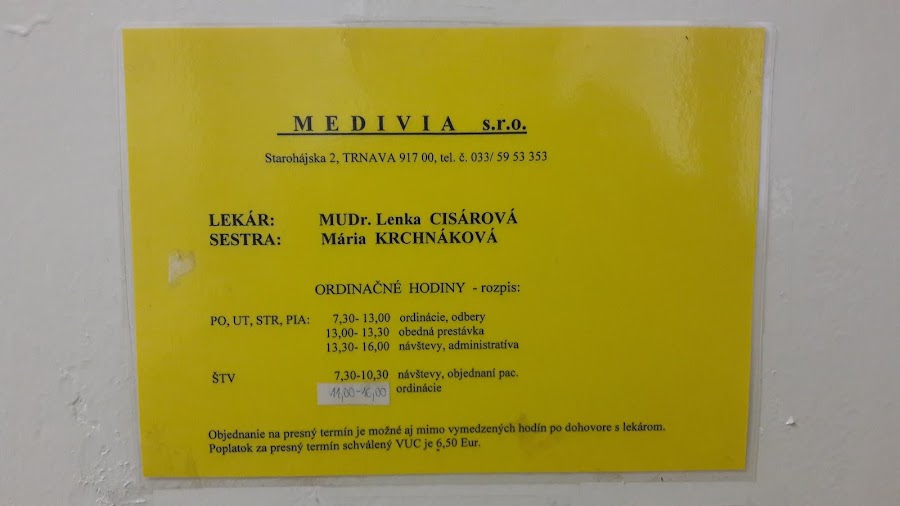 MEDIVIA s.r.o.
Starohájska 2, TRNAVA 917 00, tel. č. 033/ 59 53 353
LEKÁR: MUDr. Lenka CISÁROVÁ
SESTRA: Mária KRCHNÁKOVÁ
ORDINAČNÉ HODINY - rozpis:
PO, UT, STR, PIA: 7,30- 13,00 ordinácie, odbery
13,00- 13,30 obedná prestávka
13,30- 16,00 návštevy, administratíva
ŠTV 7,30-10,30 návštevy, objednaní pac.
11,00-16,00 ordinácie
Objednanie na presný termín je možné aj mimo vymedzených hodín po dohovore s lekárom.
Poplatok za presný termín schválený VUC je 6,50 Eur.